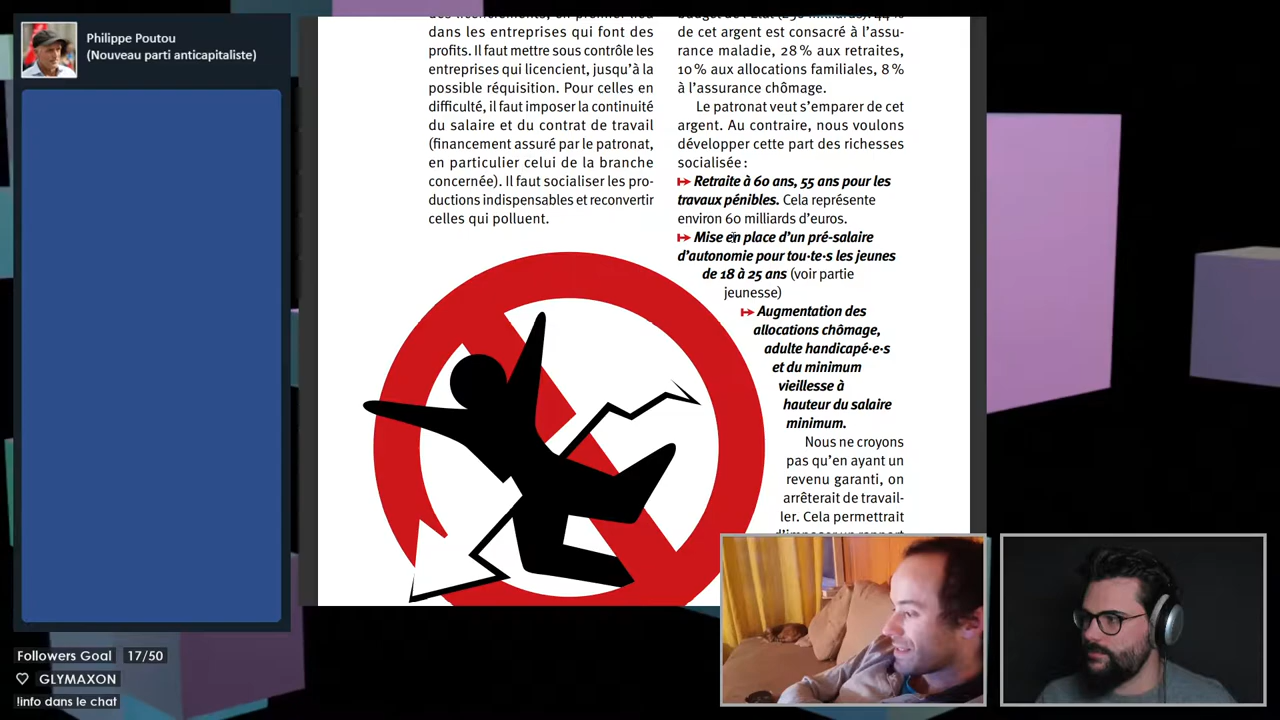 Philippe Poutou
(Nouveau parti anticapitaliste)
dans les entreprises qui font des
profits. Il faut mettre sous contrôle les
entreprises qui licencient, jusqu'à la
possible réquisition. Pour celles en
difficulté, il faut imposer la continuité
du salaire et du contrat de travail
(financement assuré par le patronat,
en particulier celui de la branche
concernée). Il faut socialiser les pro-
ductions indispensables et reconvertir
celles qui polluent.
de cet argent est consacré à l'assu-
rance maladie, 28 % aux retraites,
10 % aux allocations familiales, 8 %
à l'assurance chômage.
Le patronat veut s'emparer de cet
argent. Au contraire, nous voulons
développer cette part des richesses
socialisée :
Retraite à 60 ans, 55 ans pour les
travaux pénibles. Cela représente
environ 60 milliards d'euros.
Mise en place d'un pré-salaire
d'autonomie pour tou·te·s les jeunes
de 18 à 25 ans (voir partie
jeunesse)
Augmentation des
allocations chômage,
adulte handicapé·e·s
et du minimum
vieillesse à
hauteur du salaire
minimum.
Nous ne croyons
pas qu'en ayant un
revenu garanti, on
arrêterait de travail-
ler. Cela permettrait
Followers Goal 17/50
GLYMAXON
!info dans le chat